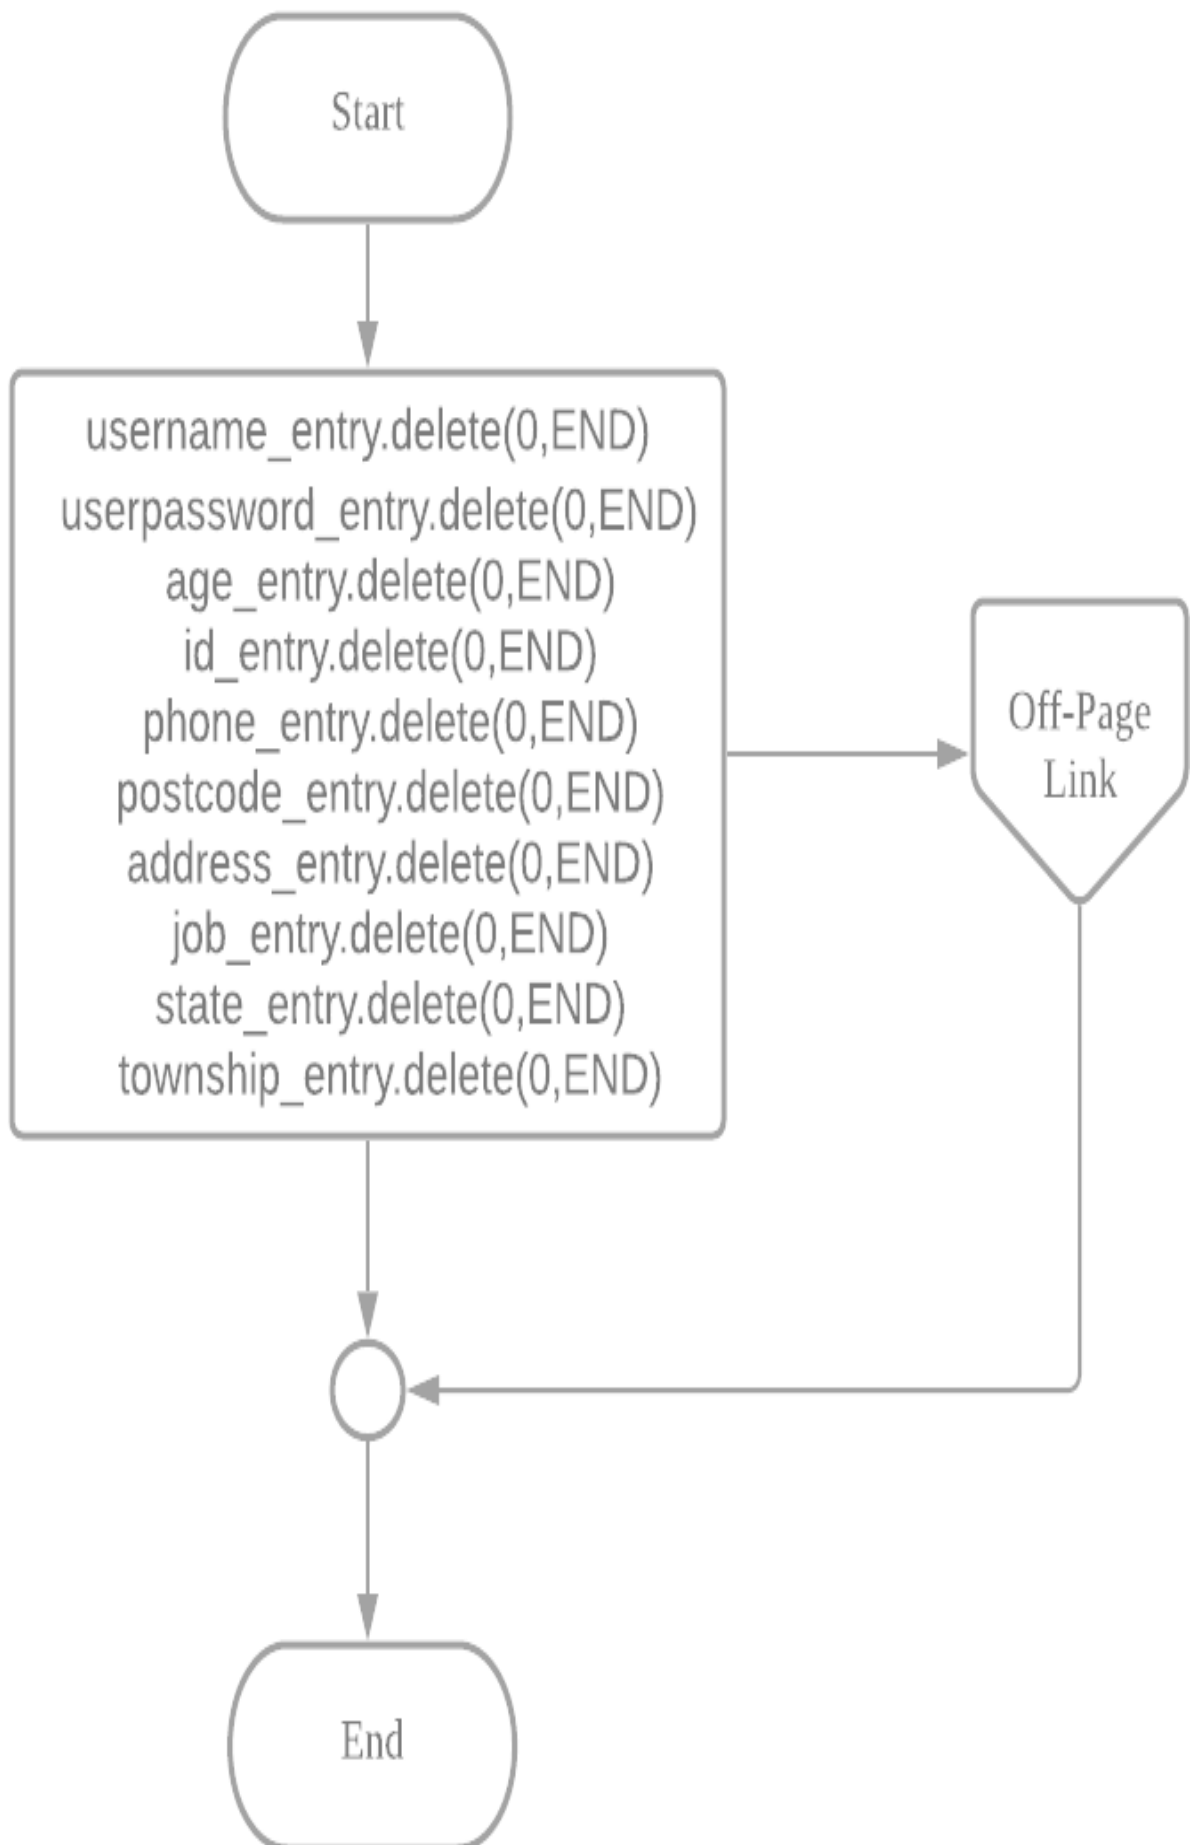 Start
username_entry.delete(0,END)
userpassword_entry.delete(0,END)
age_entry.delete(0,END)
id_entry.delete(0,END)
phone_entry.delete(0,END)
postcode_entry.delete(0,END)
address_entry.delete(0,END)
job_entry.delete(0,END)
state_entry.delete(0,END)
township_entry.delete(0,END)
Off-Page
Link
End